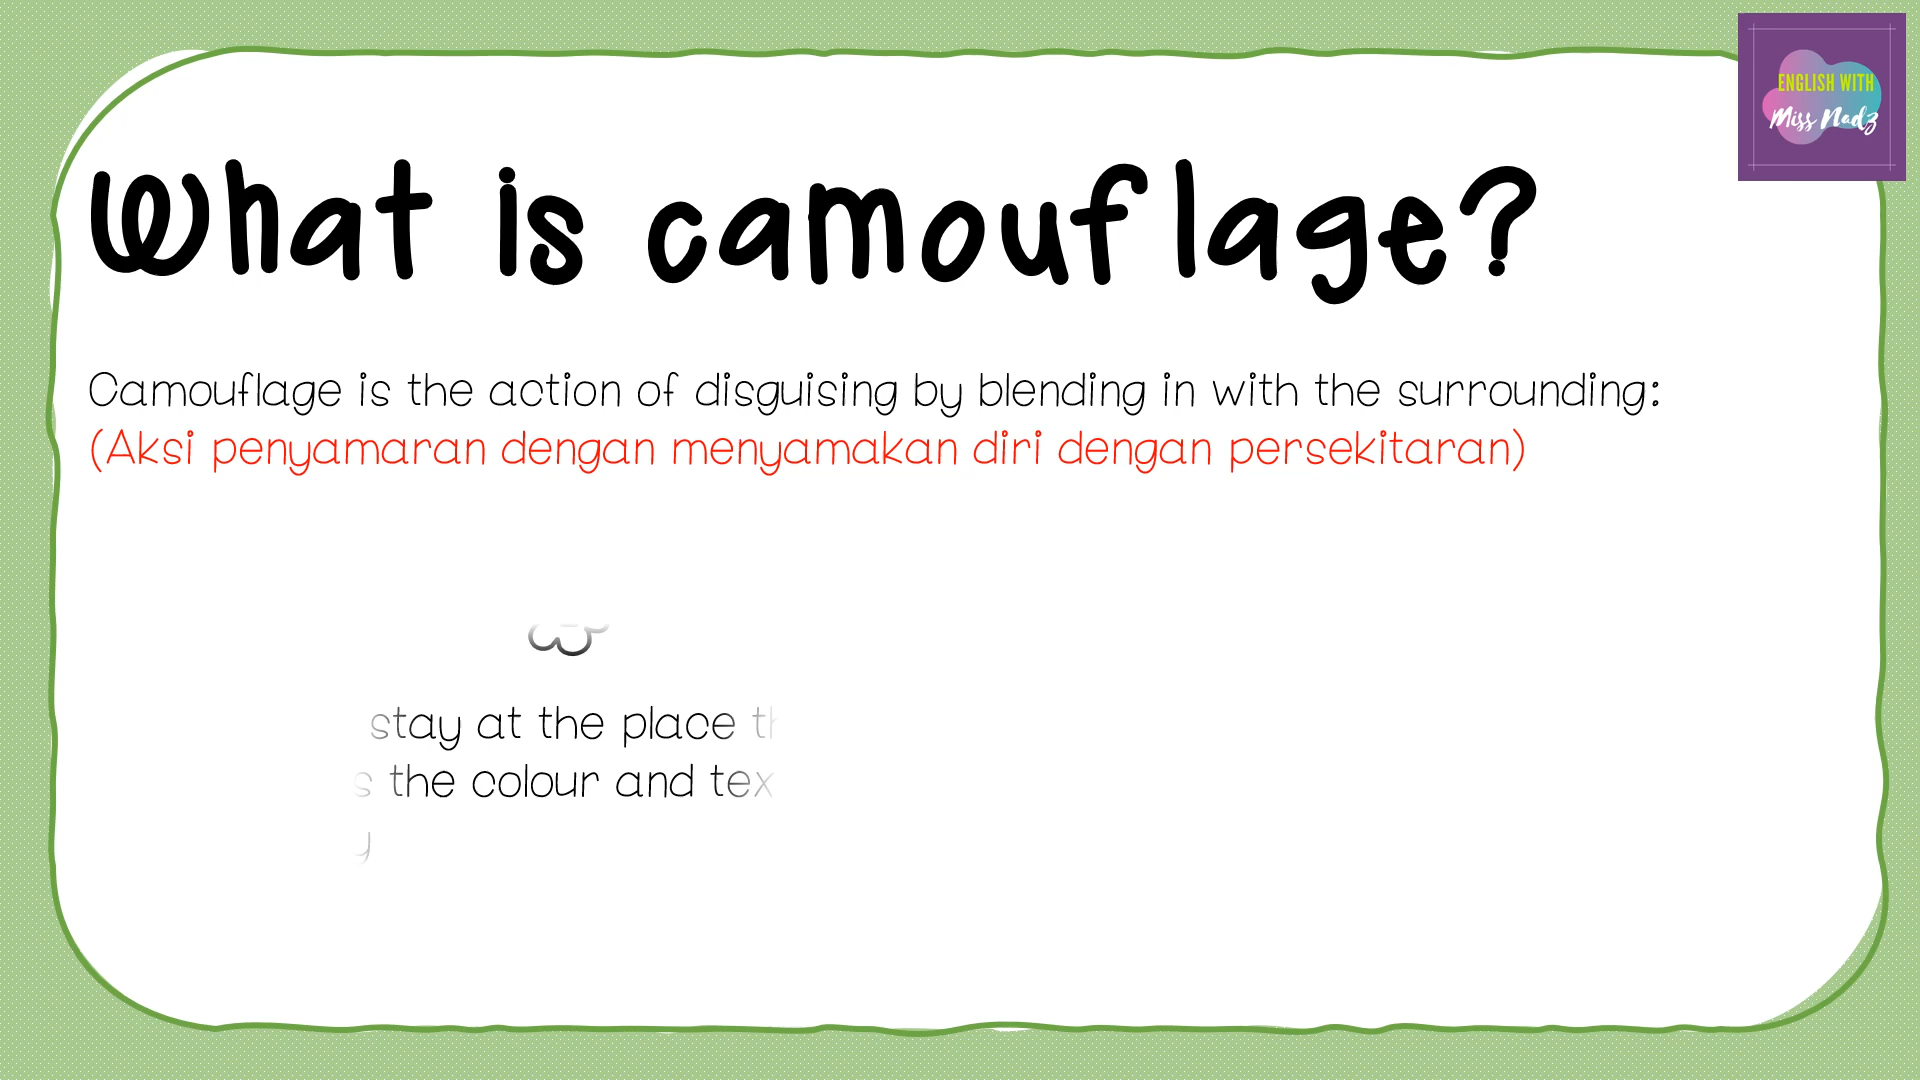 ENGLISH WITH
Miss Nadz
What is camouflage?
Camouflage is the action of disguising by blending in with the surrounding:
(Aksi penyamaran dengan menyamakan diri dengan persekitaran)
stay at the place
the colour and